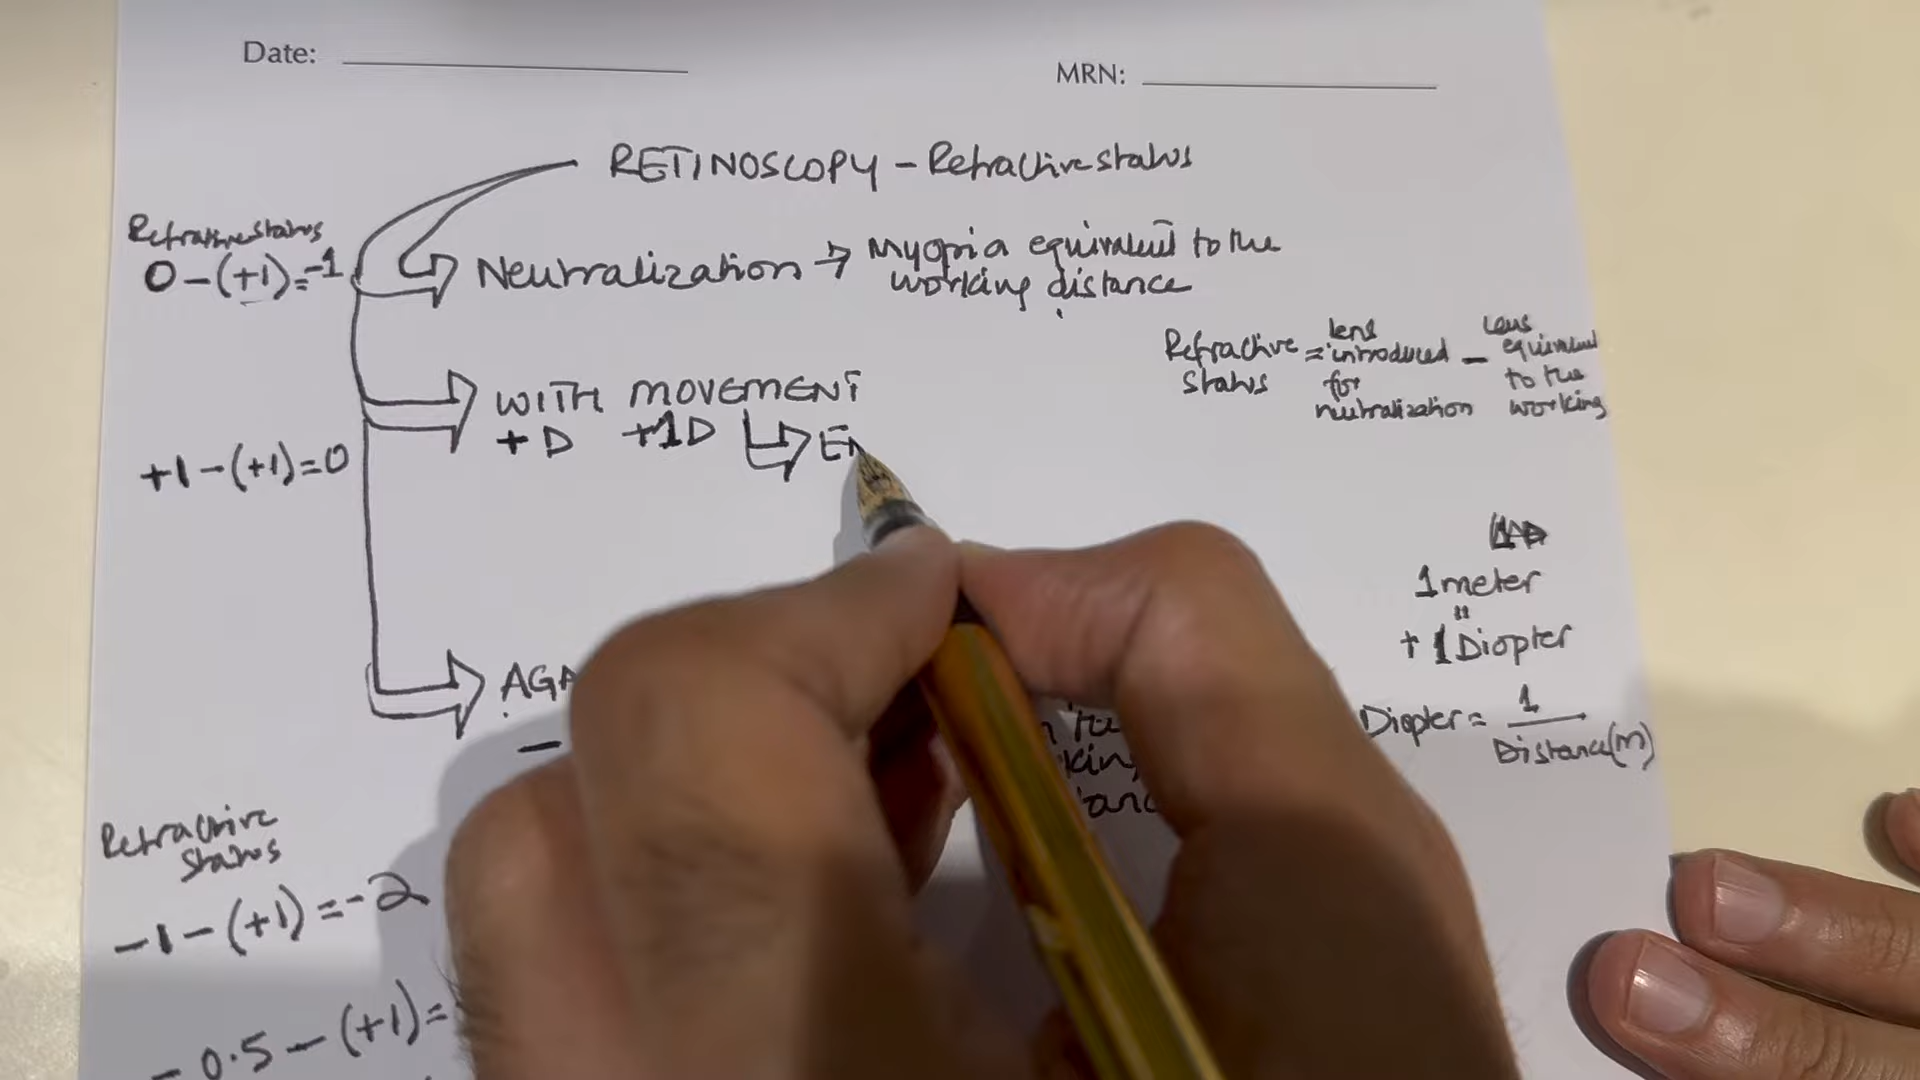 Date:
MRN:
RETINOSCOPY - Refractive status
Refractive status
0 - (+1) = -1
Neutralization → Myopia equivalent to the
working distance
Refractive status = lens introduced for neutralization - Lens equivalent to the working
WITH MOVEMENT
+ D +1D
+1 - (+1) = 0
1 meter
"
+ 1 Diopter
Diopter = 1
Distance (m)
Refractive
status
-1 - (+1) = -2
- 0.5 - (+1) =